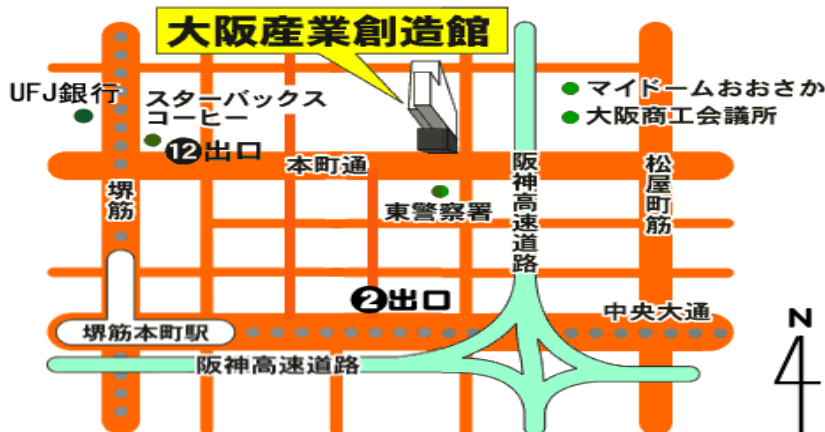 大阪産業創造館
UFJ銀行
スターバックス
コーヒー
⓬出口
マイドームおおさか
大阪商工会議所
本町通
堺筋
東警察署
阪神高速道路
松屋町筋
❷出口
中央大通
堺筋本町駅
阪神高速道路
N